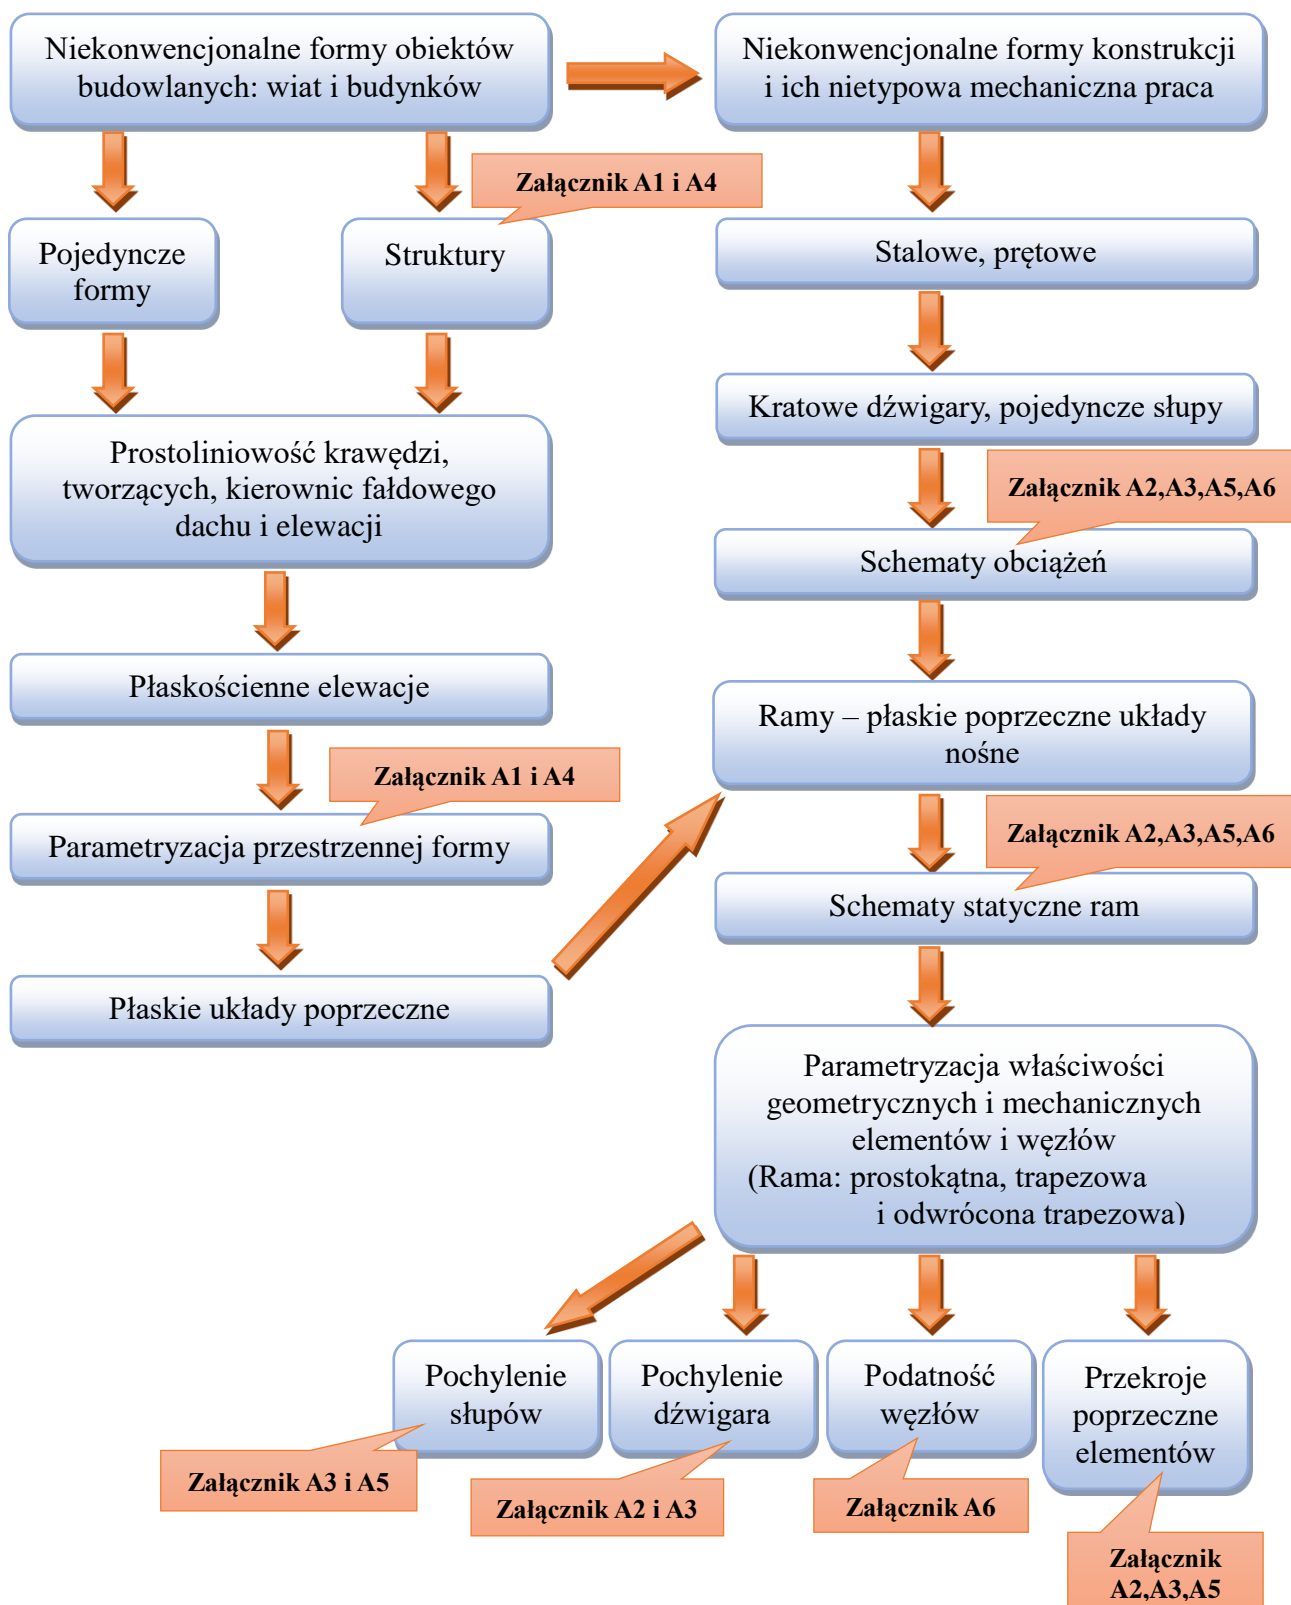 Niekonwencjonalne formy obiektów
budowlanych: wiat i budynków
Niekonwencjonalne formy konstrukcji
i ich nietypowa mechaniczna praca
Załącznik A1 i A4
Pojedyncze
formy
Struktury
Stalowe, prętowe
Kratowe dźwigary, pojedyncze słupy
Prostoliniowość krawędzi,
tworzących, kierownic fałdowego
dachu i elewacji
Załącznik A2,A3,A5,A6
Schematy obciążeń
Płaskościenne elewacje
Ramy – płaskie poprzeczne układy
nośne
Załącznik A1 i A4
Parametryzacja przestrzennej formy
Załącznik A2,A3,A5,A6
Schematy statyczne ram
Płaskie układy poprzeczne
Parametryzacja właściwości
geometrycznych i mechanicznych
elementów i węzłów
(Rama: prostokątna, trapezowa
i odwrócona trapezowa)
Pochylenie
słupów
Pochylenie
dźwigara
Podatność
węzłów
Przekroje
poprzeczne
elementów
Załącznik A3 i A5
Załącznik A2 i A3
Załącznik A6
Załącznik
A2,A3,A5